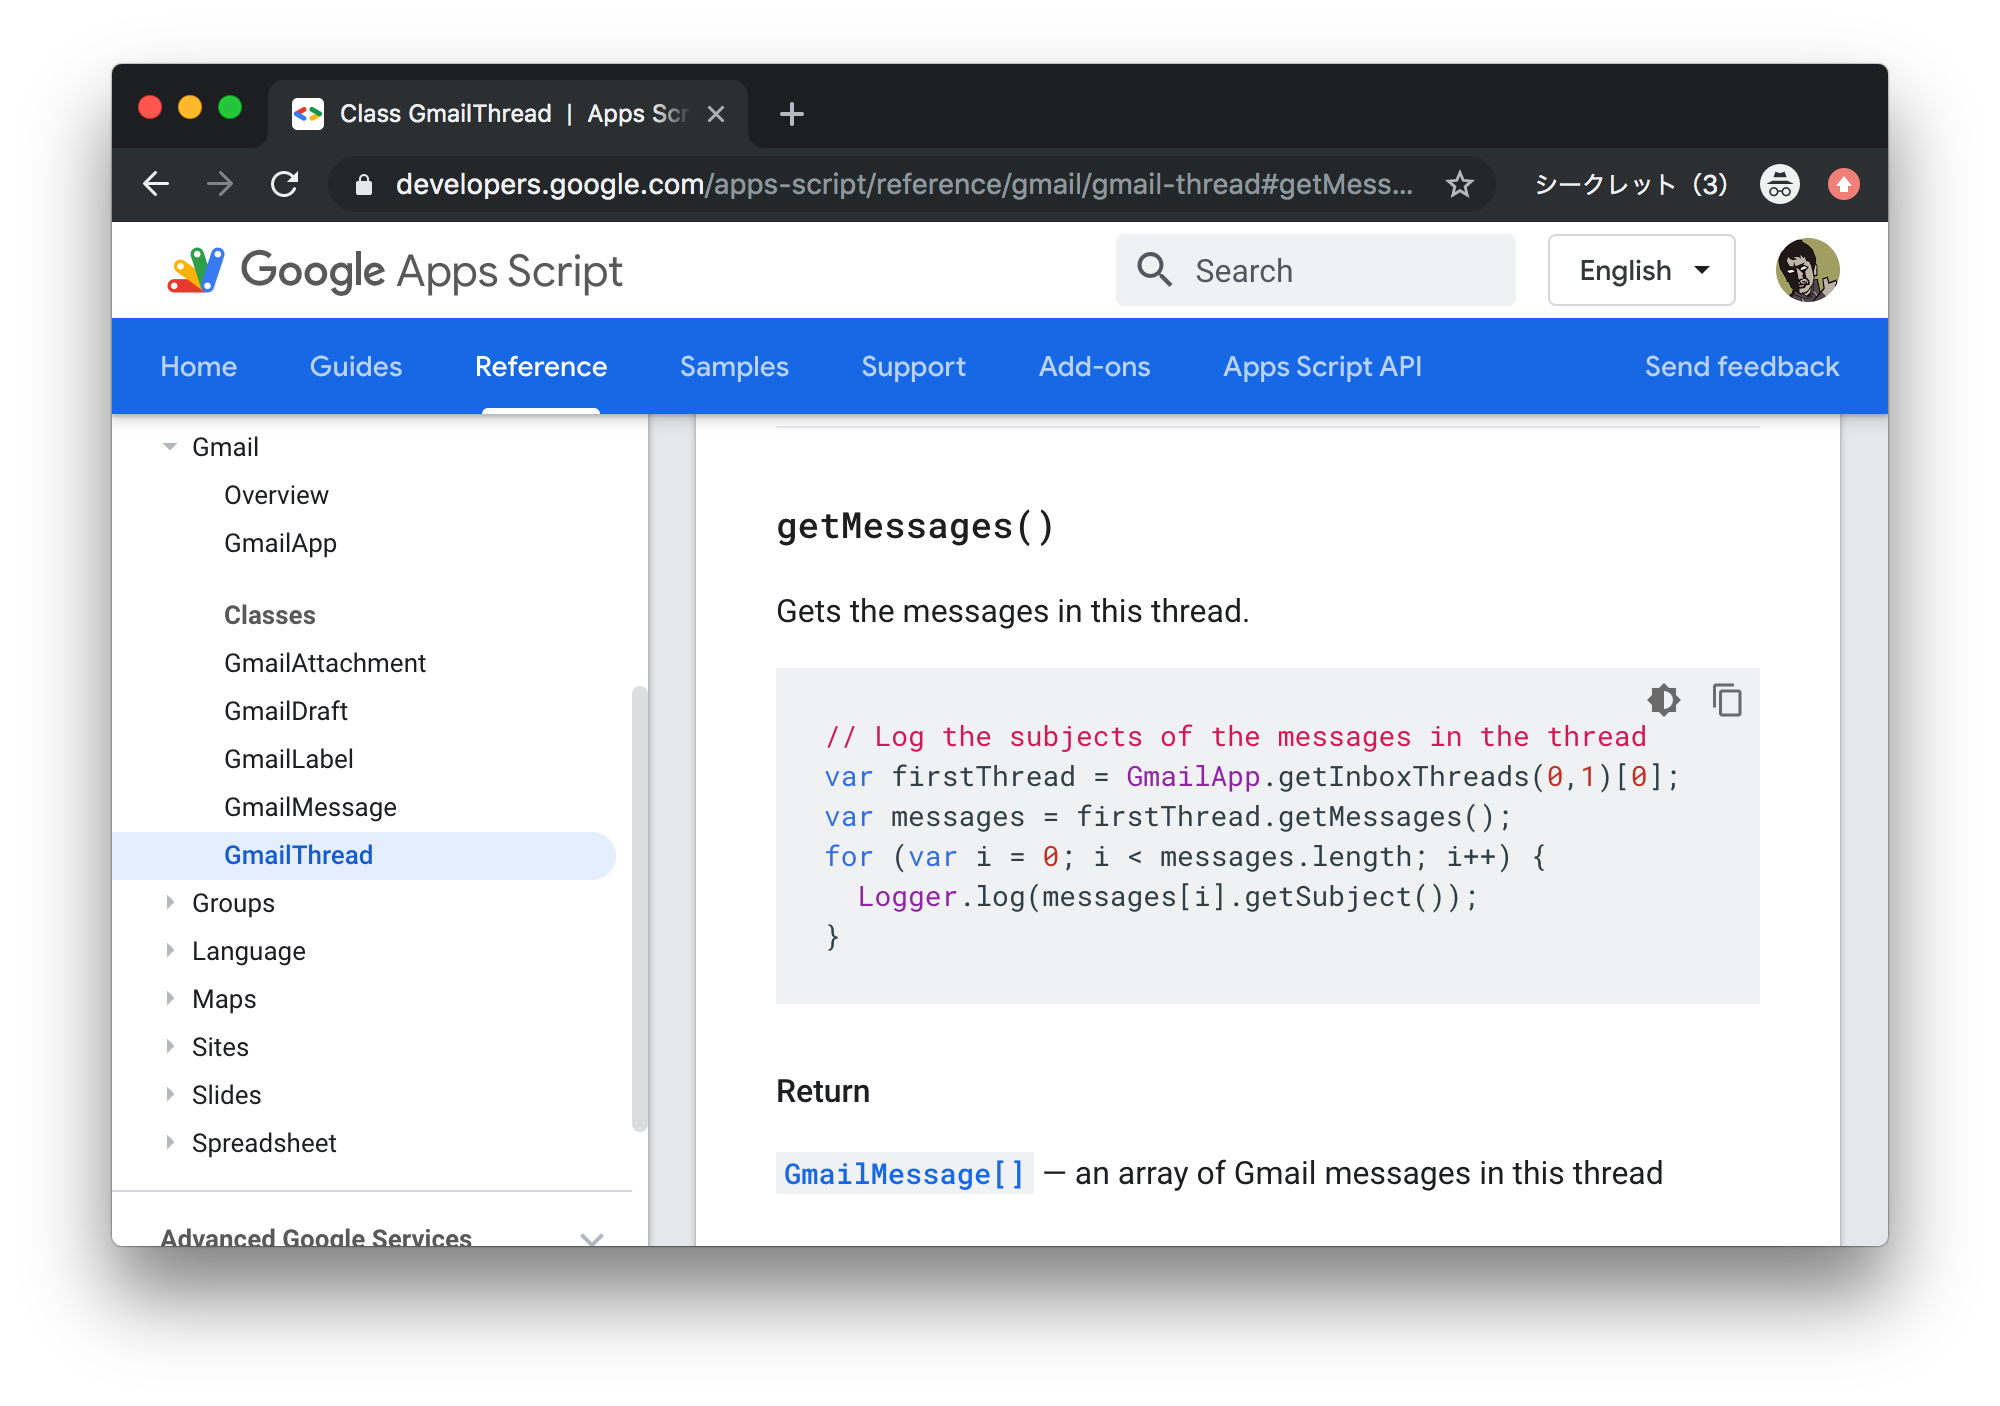 Class GmailThread | Apps Scr
developers.google.com/apps-script/reference/gmail/gmail-thread#getMess...
シークレット (3)
Google Apps Script
Search
English
Home Guides Reference Samples Support Add-ons Apps Script API Send feedback
Gmail
Overview
GmailApp
Classes
GmailAttachment
GmailDraft
GmailLabel
GmailMessage
GmailThread
Groups
Language
Maps
Sites
Slides
Spreadsheet
Advanced Google Services
getMessages()
Gets the messages in this thread.
// Log the subjects of the messages in the thread
var firstThread = GmailApp.getInboxThreads(0,1)[0];
var messages = firstThread.getMessages();
for (var i = 0; i < messages.length; i++) {
  Logger.log(messages[i].getSubject());
}
Return
GmailMessage[] — an array of Gmail messages in this thread